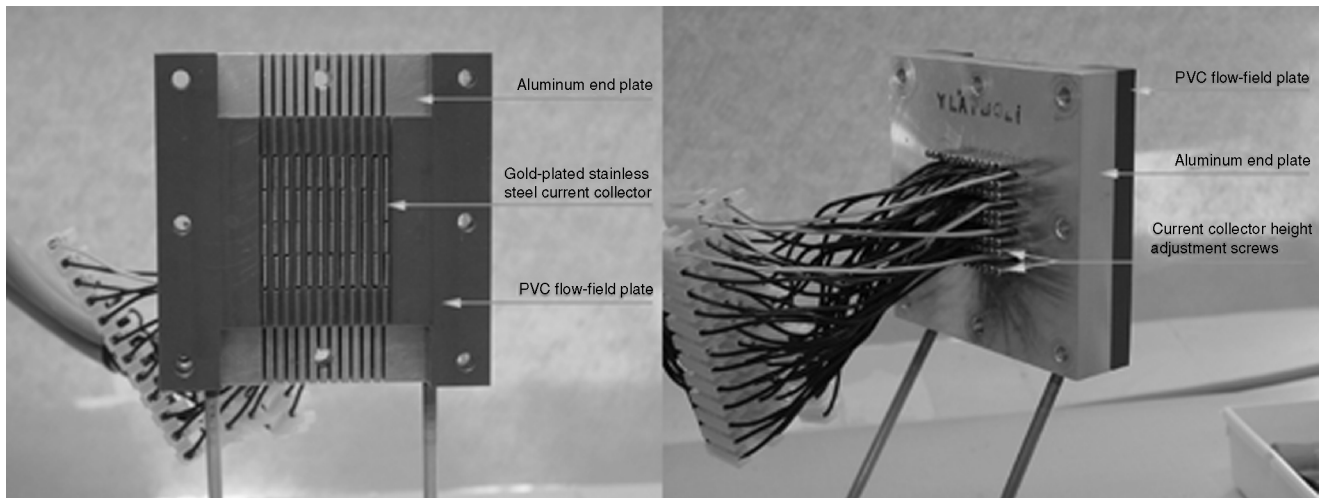 Aluminum end plate
Gold-plated stainless
steel current collector
PVC flow-field plate
PVC flow-field plate
YLÄPUOLI
Aluminum end plate
Current collector height
adjustment screws